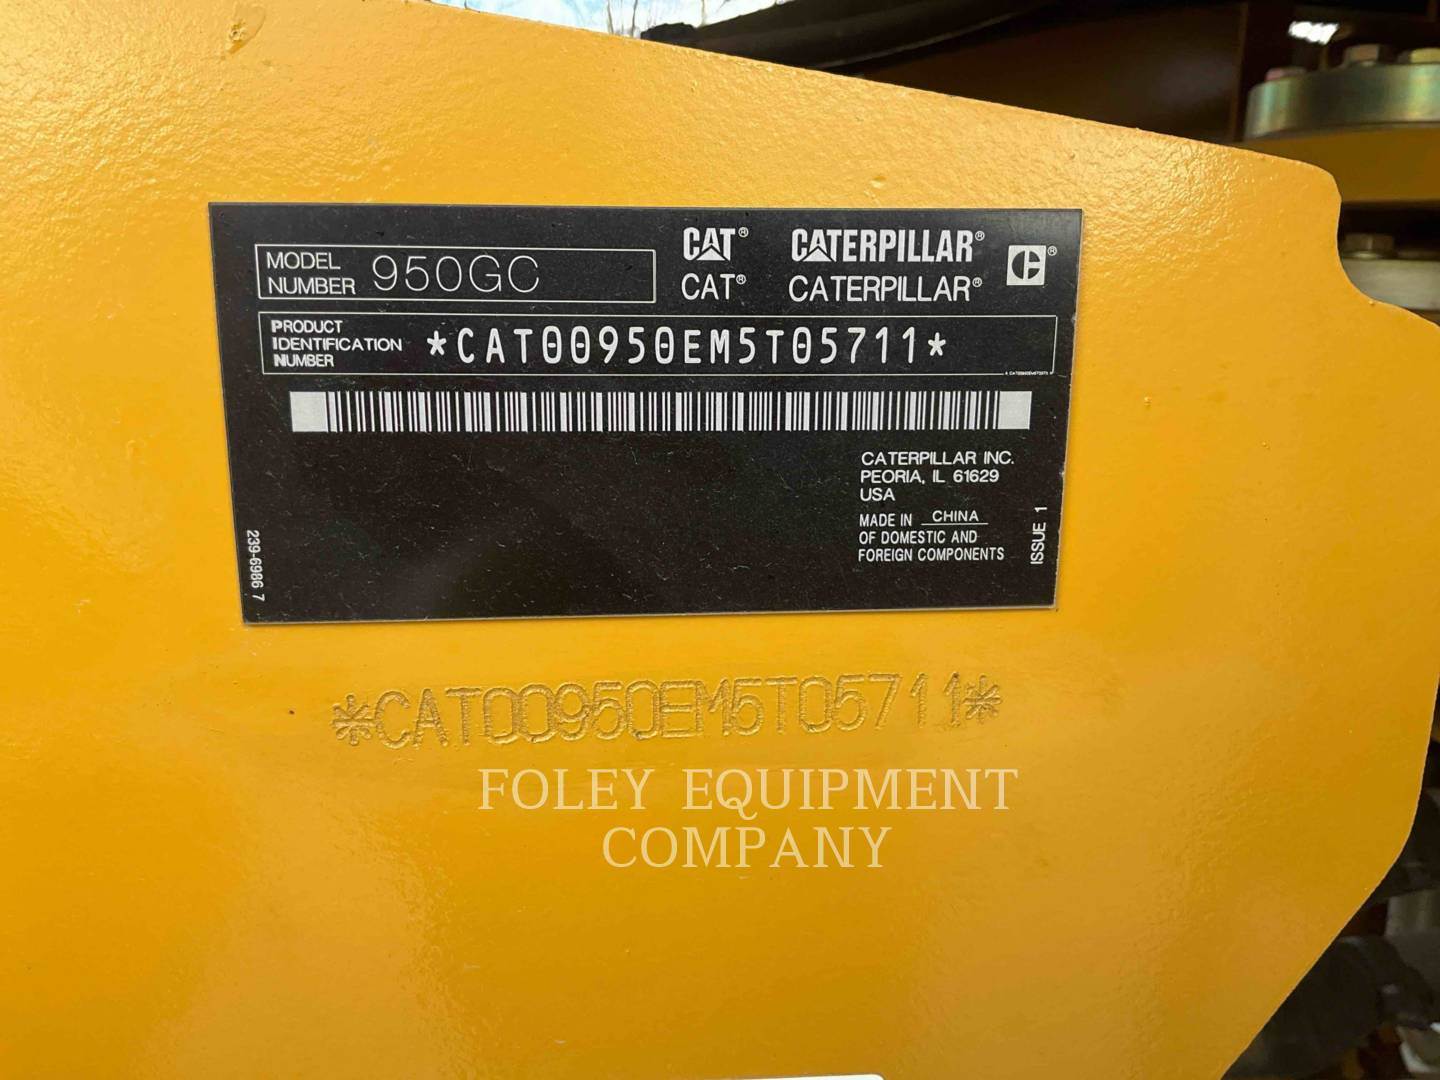 MODEL NUMBER 950GC
CAT® CATERPILLAR®
CAT® CATERPILLAR®
PRODUCT IDENTIFICATION NUMBER *CAT00950EM5T05711*
CATERPILLAR INC.
PEORIA, IL 61629
USA
MADE IN CHINA
OF DOMESTIC AND
FOREIGN COMPONENTS
ISSUE 1
239-6986 7
*CAT00950EM5T05711*
FOLEY EQUIPMENT
COMPANY